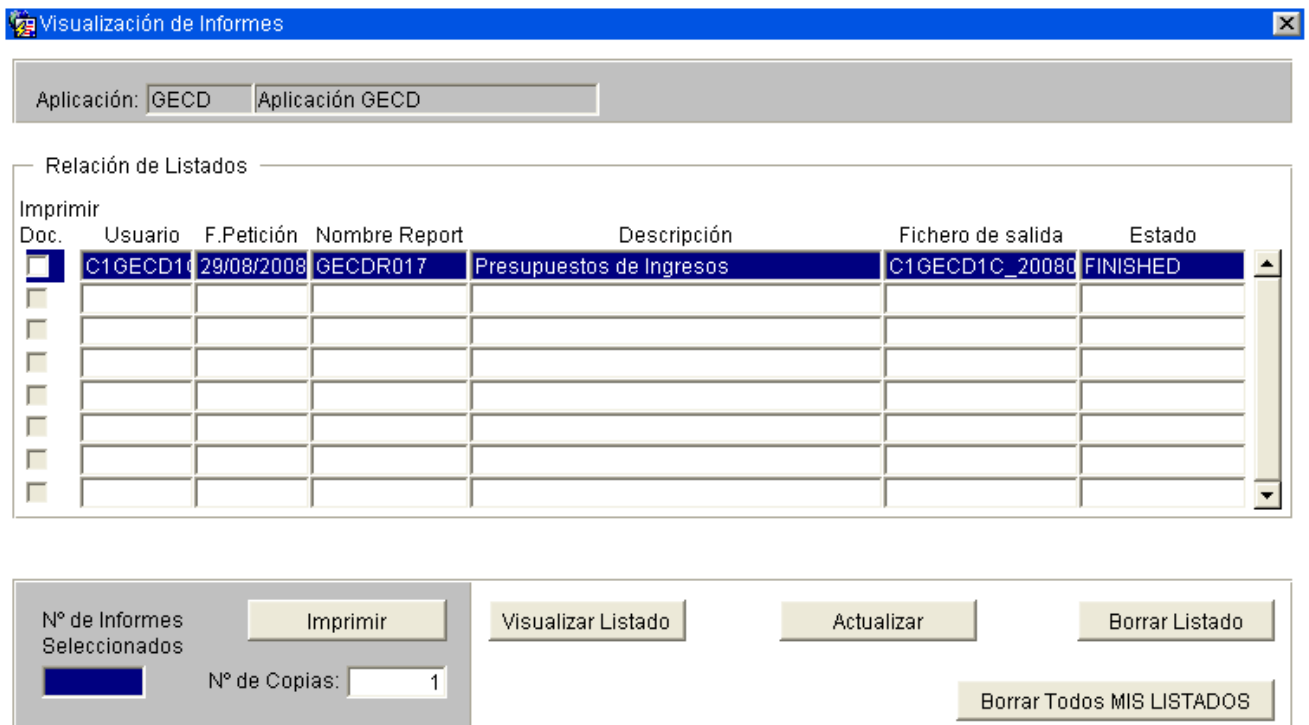 Visualización de Informes
Aplicación: GECD Aplicación GECD
Relación de Listados
Imprimir
Doc. Usuario F.Petición Nombre Report Descripción Fichero de salida Estado
C1GECD1 29/08/2008 GECDR017 Presupuestos de Ingresos C1GECD1C_20080 FINISHED
Nº de Informes Imprimir Visualizar Listado Actualizar Borrar Listado
Seleccionados
Nº de Copias: 1
Borrar Todos MIS LISTADOS